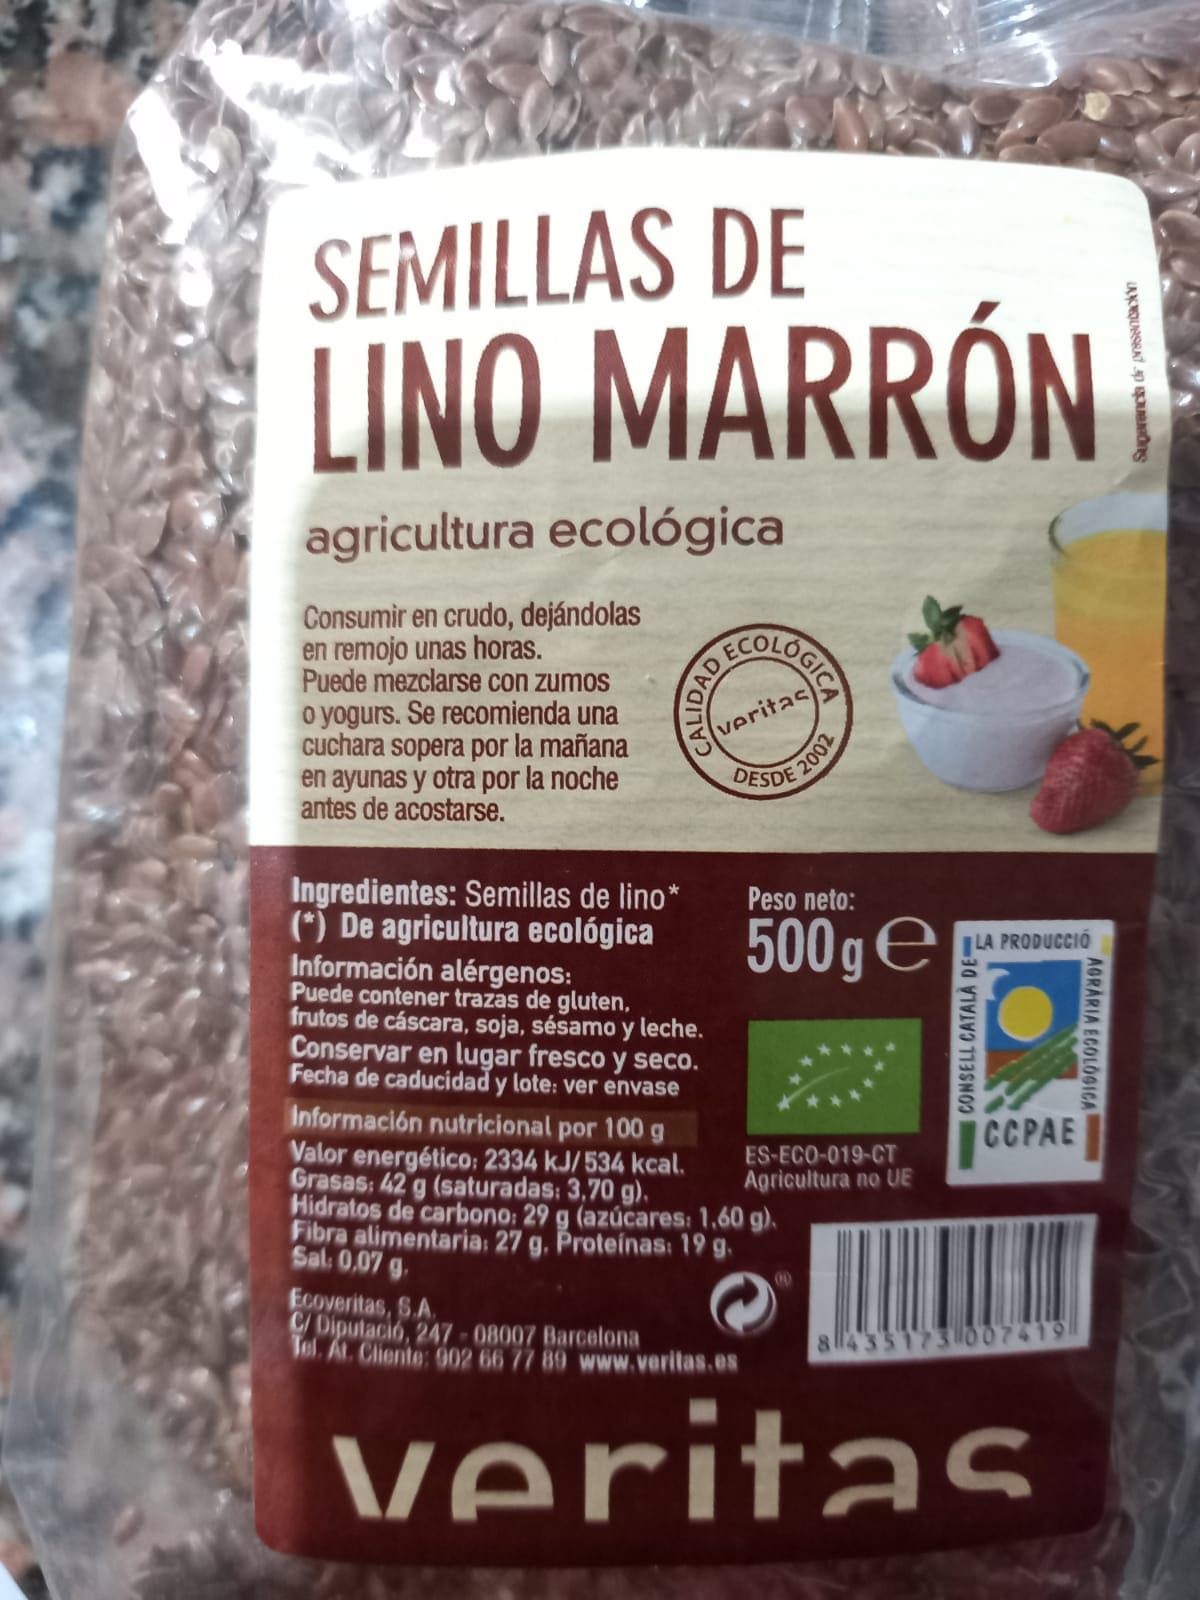 SEMILLAS DE
LINO MARRÓN
Sugerencia de presentación
agricultura ecológica
Consumir en crudo, dejándolas
en remojo unas horas.
Puede mezclarse con zumos
o yogurs. Se recomienda una
cuchara sopera por la mañana
en ayunas y otra por la noche
antes de acostarse.
CALIDAD ECOLÓGICA
veritas
DESDE 2002
Ingredientes: Semillas de lino*
(*) De agricultura ecológica
Información alérgenos:
Puede contener trazas de gluten,
frutos de cáscara, soja, sésamo y leche.
Conservar en lugar fresco y seco.
Fecha de caducidad y lote: ver envase
Información nutricional por 100 g
Valor energético: 2334 kJ/534 kcal.
Grasas: 42 g (saturadas: 3,70 g).
Hidratos de carbono: 29 g (azúcares: 1,60 g).
Fibra alimentaria: 27 g. Proteínas: 19 g.
Sal: 0,07 g.
Ecoveritas, S.A.
C/ Diputació, 247 - 08007 Barcelona
Tel. At. Cliente: 902 66 77 89 www.veritas.es
Peso neto:
500 g e
CONSELL CATALÀ DE
LA PRODUCCIÓ
AGRÀRIA ECOLÒGICA
CCPAE
ES-ECO-019-CT
Agricultura no UE
®
8 435173 007419
veritas